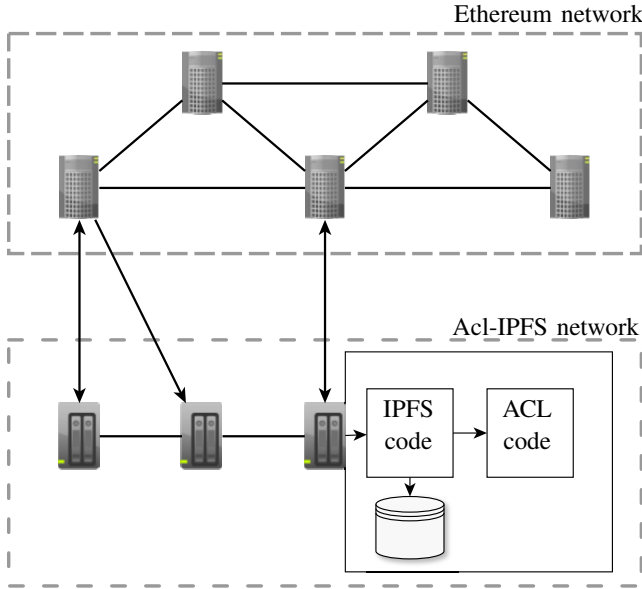 Ethereum network
Acl-IPFS network
IPFS
code
ACL
code